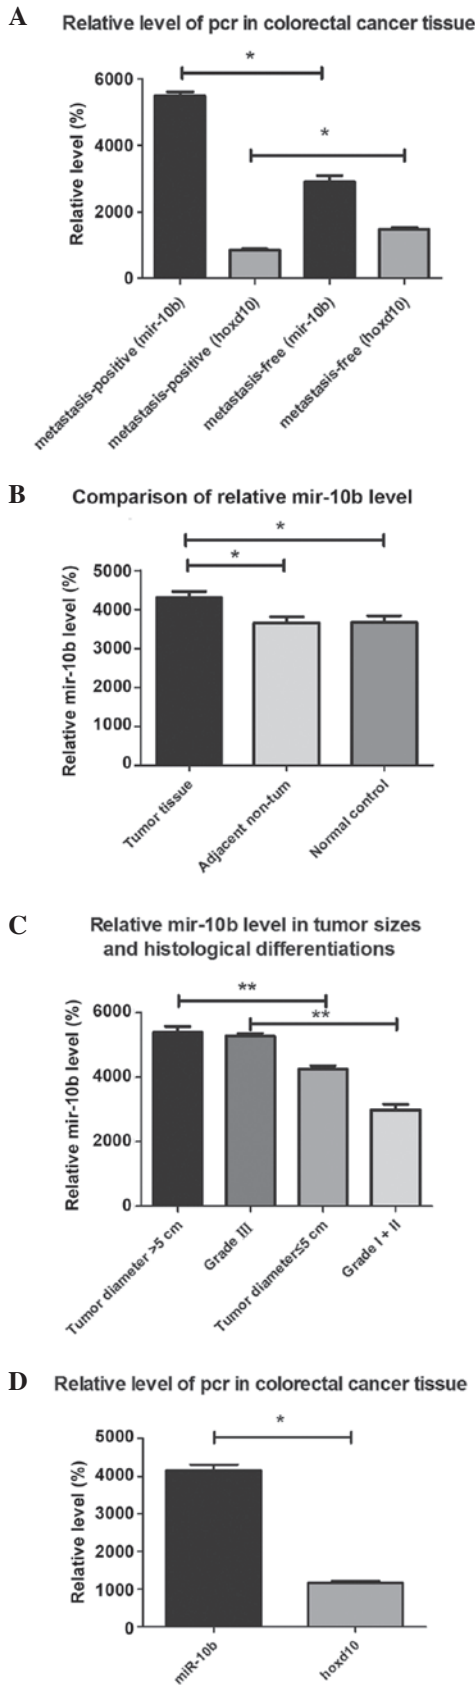 A
Relative level of pcr in colorectal cancer tissue
*
*
Relative level (%)
6000
4000
2000
0
metastasis-positive (mir-10b)
metastasis-positive (hoxd10)
metastasis-free (mir-10b)
metastasis-free (hoxd10)
B
Comparison of relative mir-10b level
*
*
Relative mir-10b level (%)
5000
4000
3000
2000
1000
0
Tumor tissue
Adjacent non-tum
Normal control
C
Relative mir-10b level in tumor sizes
and histological differentiations
**
**
Relative mir-10b level (%)
6000
4000
2000
0
Tumor diameter >5 cm
Grade III
Tumor diameter≤5 cm
Grade I + II
D
Relative level of pcr in colorectal cancer tissue
*
Relative level (%)
5000
4000
3000
2000
1000
0
miR-10b
hoxd10